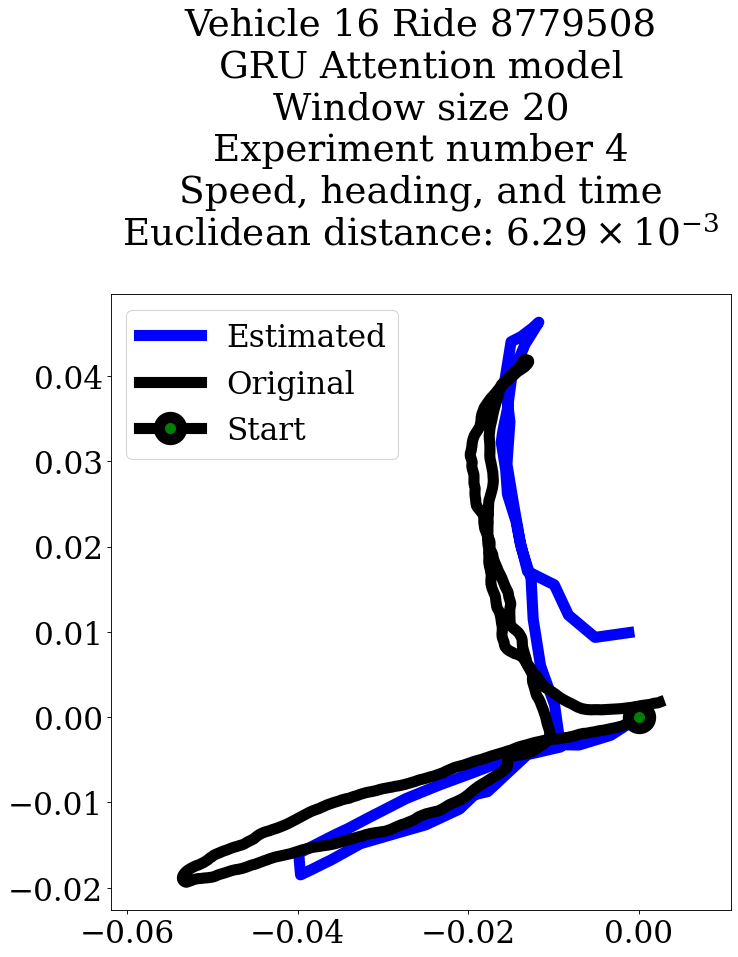 Vehicle 16 Ride 8779508
GRU Attention model
Window size 20
Experiment number 4
Speed, heading, and time
Euclidean distance: 6.29 × 10⁻³
Estimated
Original
Start
0.04
0.03
0.02
0.01
0.00
−0.01
−0.02
−0.06 −0.04 −0.02 0.00